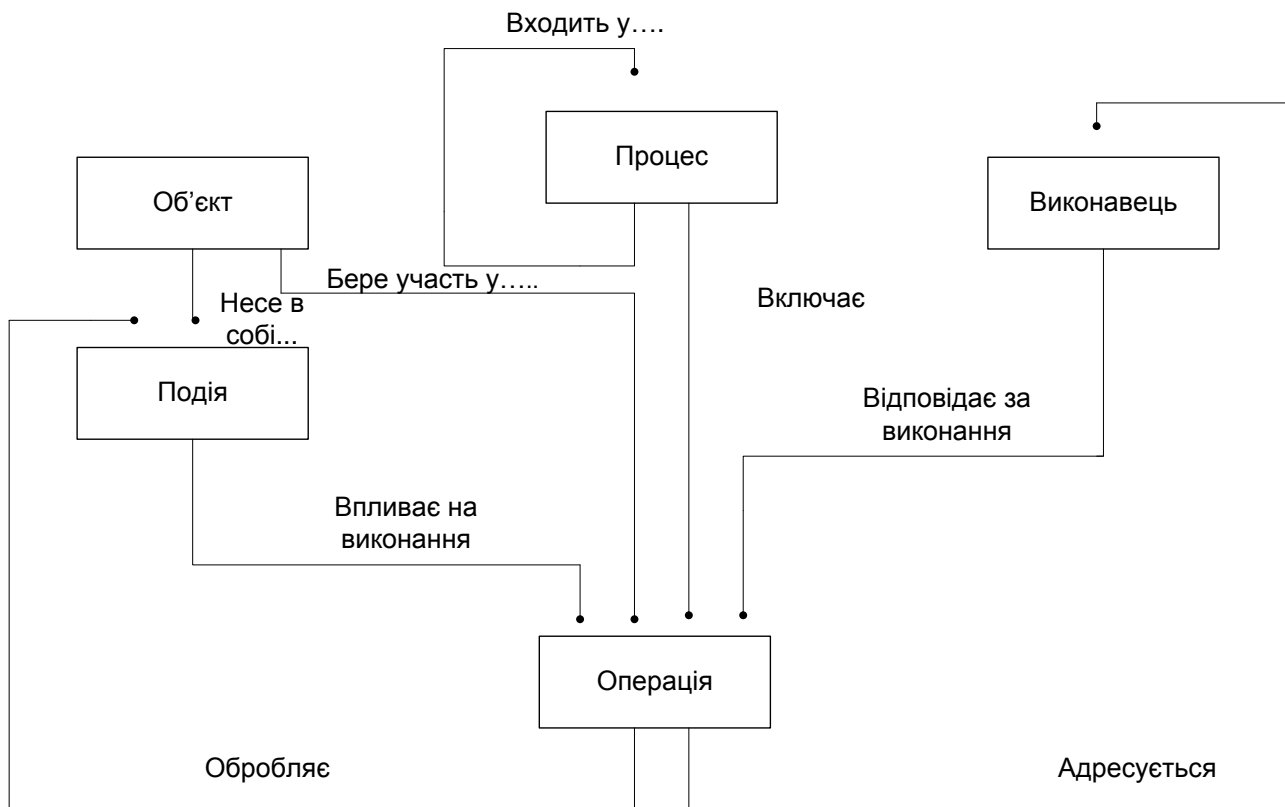 Входить у….
Процес
Об’єкт
Виконавець
Бере участь у…..
Включає
Несе в
собі...
Подія
Відповідає за
виконання
Впливає на
виконання
Операція
Обробляє
Адресується